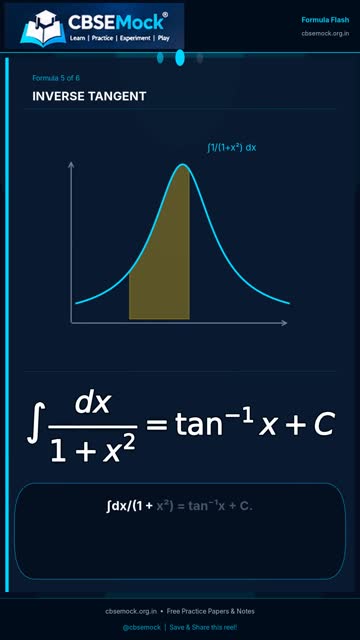 CBSEMock®
Learn | Practice | Experiment | Play
Formula Flash
cbsemock.org.in
Formula 5 of 6
INVERSE TANGENT
∫1/(1+x²) dx
∫ dx/(1 + x²) = tan⁻¹ x + C
∫dx/(1 + x²) = tan⁻¹x + C.
cbsemock.org.in • Free Practice Papers & Notes
@cbsemock | Save & Share this reel!